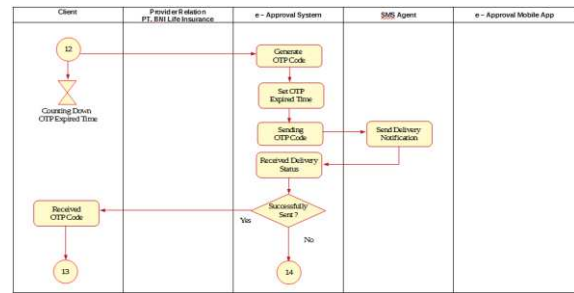 Client
Provider Relation
PT. BNI Life Insurance
e – Approval System
SMS Agent
e – Approval Mobile App
12
Generate
OTP Code
Counting Down
OTP Expired Time
Set OTP
Expired Time
Sending
OTP Code
Send Delivery
Notification
Received Delivery
Status
Received
OTP Code
Successfully
Sent ?
Yes
No
13
14